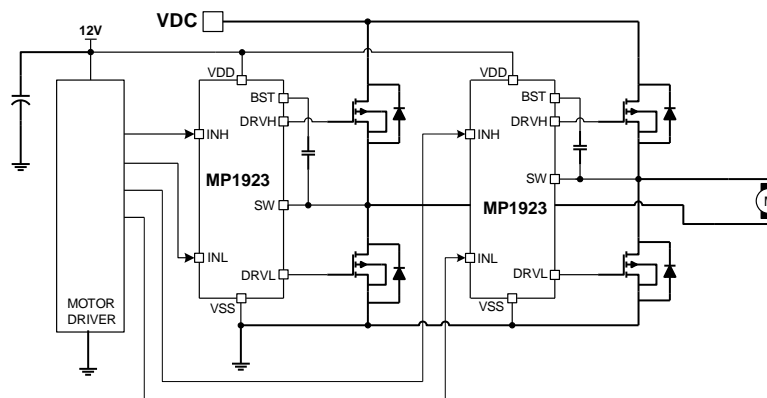 VDC
12V
VDD
VDD
BST
BST
DRVH
DRVH
INH
INH
MP1923
SW
SW
MP1923
M
INL
INL
DRVL
DRVL
MOTOR
DRIVER
VSS
VSS